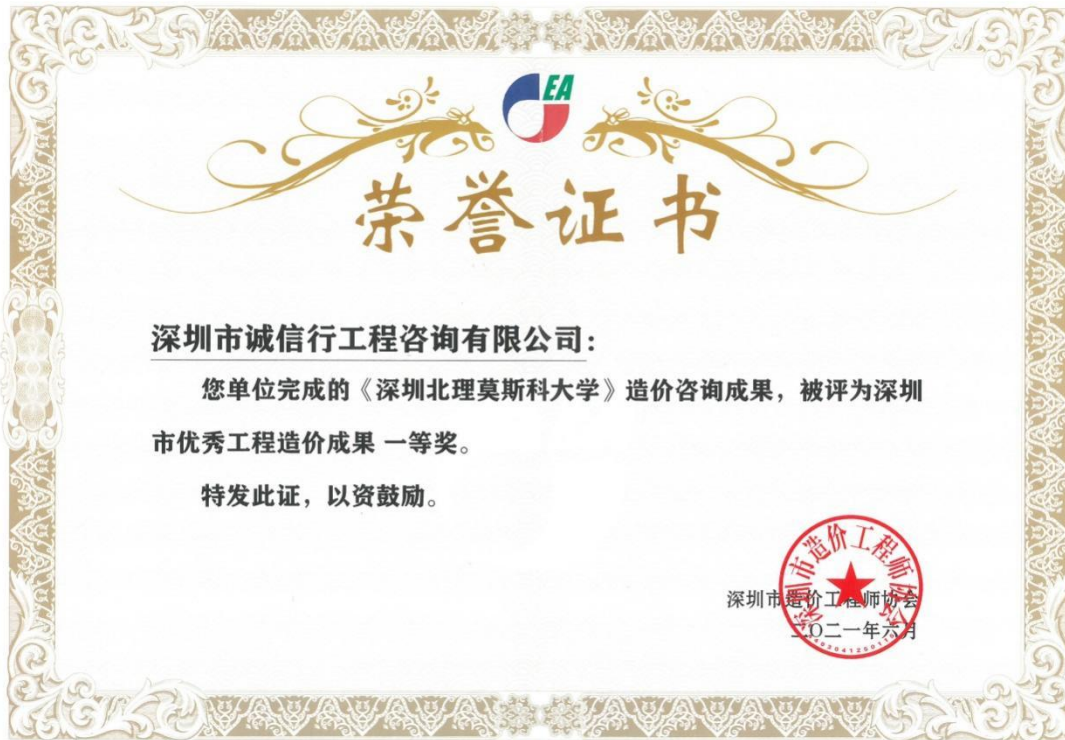 EA
荣誉证书
深圳市诚信行工程咨询有限公司：
您单位完成的《深圳北理莫斯科大学》造价咨询成果，被评为深圳
市优秀工程造价成果 一等奖。
特发此证，以资鼓励。
深圳市造价工程师协会
深圳市造价工程师协会
二〇二一年六月